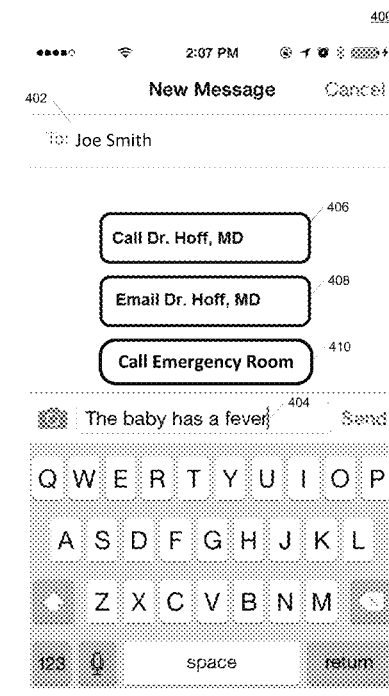 400
2:07 PM
New Message Cancel
402
To: Joe Smith
406
Call Dr. Hoff, MD
408
Email Dr. Hoff, MD
410
Call Emergency Room
404
The baby has a fever Send
Q W E R T Y U I O P
A S D F G H J K L
Z X C V B N M
123 space return